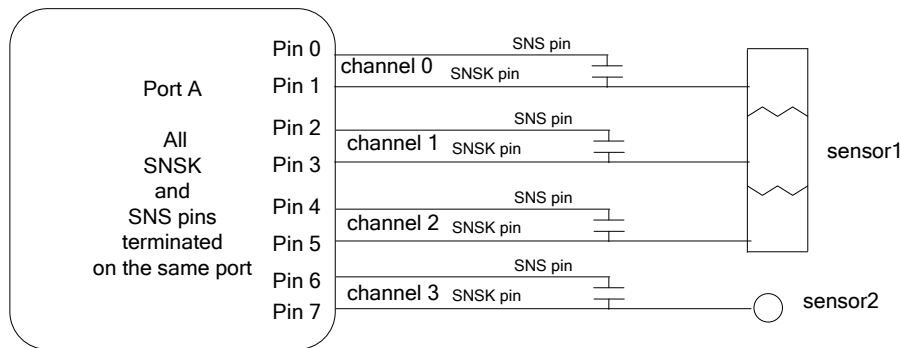 Port A
All
SNSK
and
SNS pins
terminated
on the same port
Pin 0
Pin 1
Pin 2
Pin 3
Pin 4
Pin 5
Pin 6
Pin 7
SNS pin
channel 0 SNSK pin
SNS pin
channel 1 SNSK pin
SNS pin
channel 2 SNSK pin
SNS pin
channel 3 SNSK pin
sensor1
sensor2